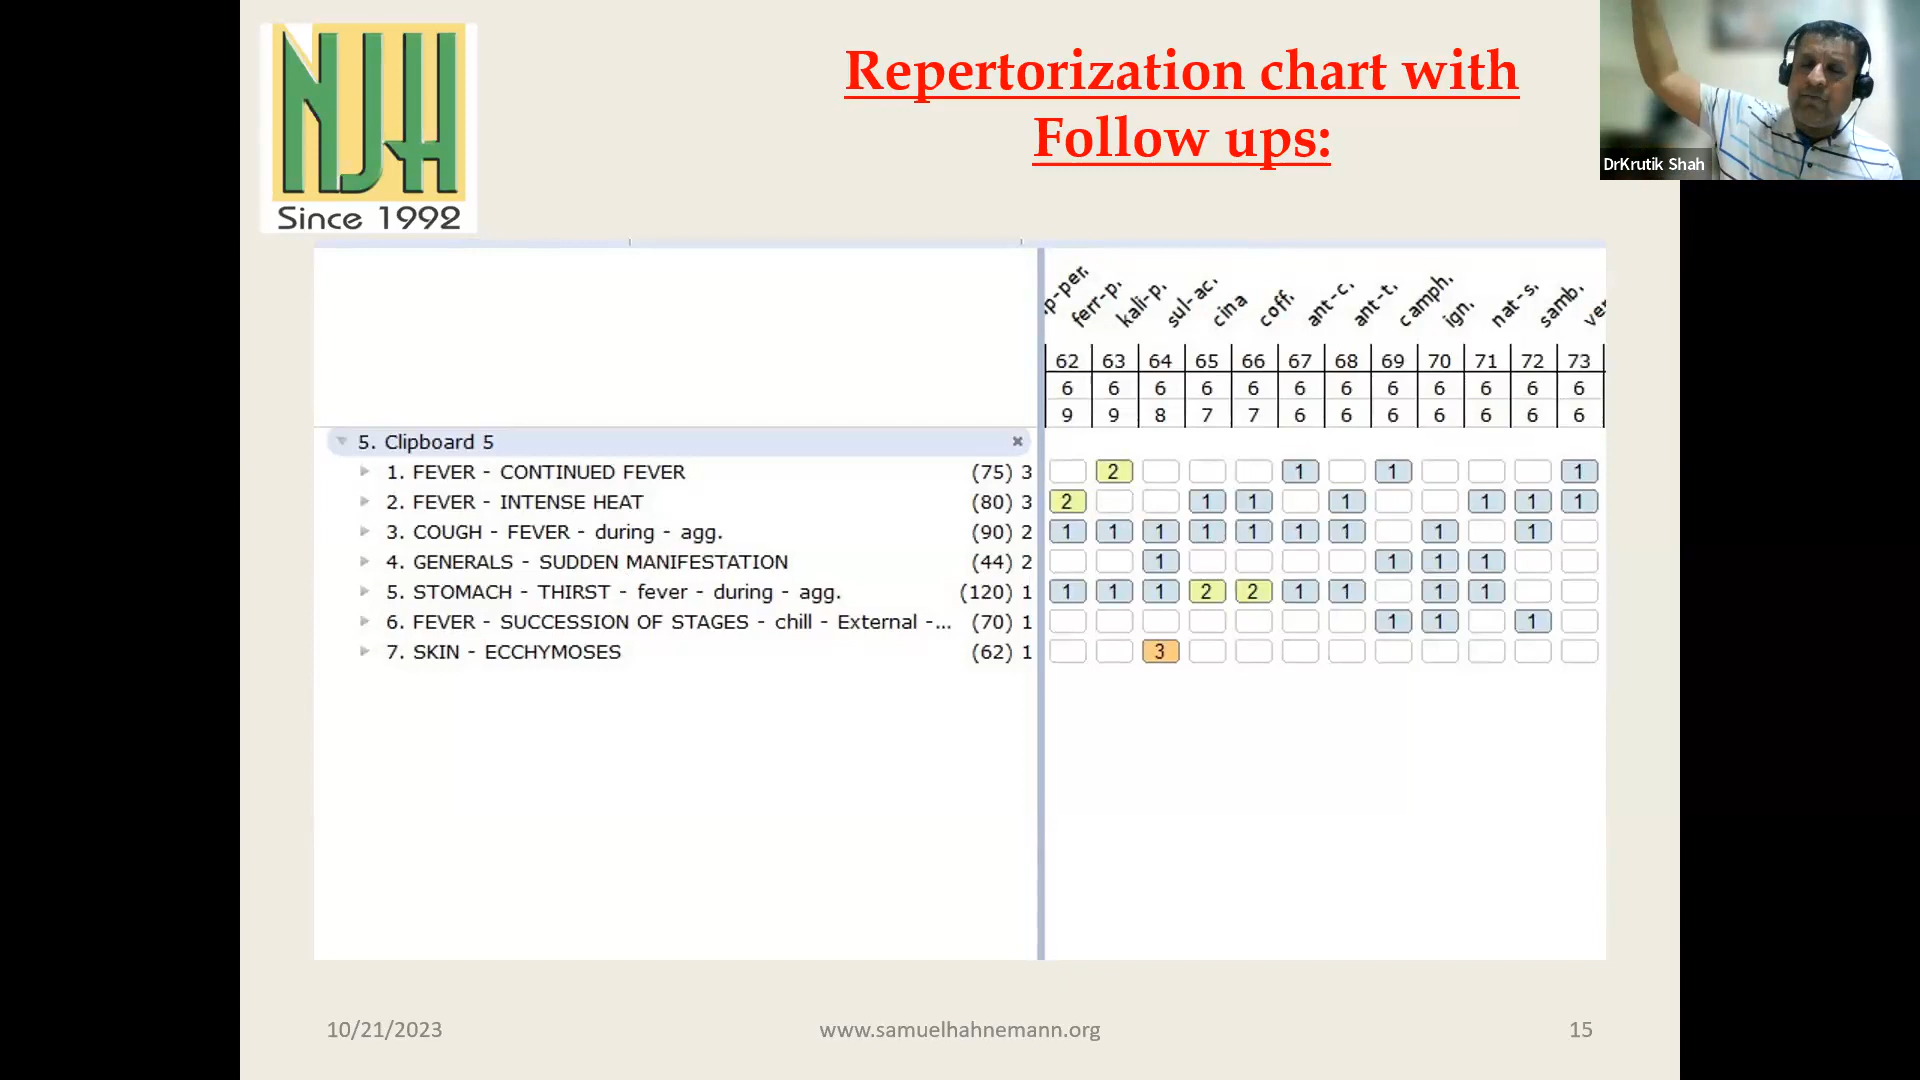 NJH
Since 1992
Repertorization chart with
Follow ups:
DrKrutik Shah
p-per. ferr-p. kali-p. sul-ac. cina coff. ant-c. ant-t. camph. ign. nat-s. samb.
62 63 64 65 66 67 68 69 70 71 72 73
6 6 6 6 6 6 6 6 6 6 6 6
9 9 8 7 7 6 6 6 6 6 6 6
5. Clipboard 5
1. FEVER - CONTINUED FEVER (75) 3 2 1 1 1
2. FEVER - INTENSE HEAT (80) 3 2 1 1 1 1 1 1
3. COUGH - FEVER - during - agg. (90) 2 1 1 1 1 1 1 1 1 1
4. GENERALS - SUDDEN MANIFESTATION (44) 2 1 1 1 1
5. STOMACH - THIRST - fever - during - agg. (120) 1 1 1 1 2 2 1 1 1 1
6. FEVER - SUCCESSION OF STAGES - chill - External -... (70) 1 1 1 1
7. SKIN - ECCHYMOSES (62) 1 3
10/21/2023
www.samuelhahnemann.org
15